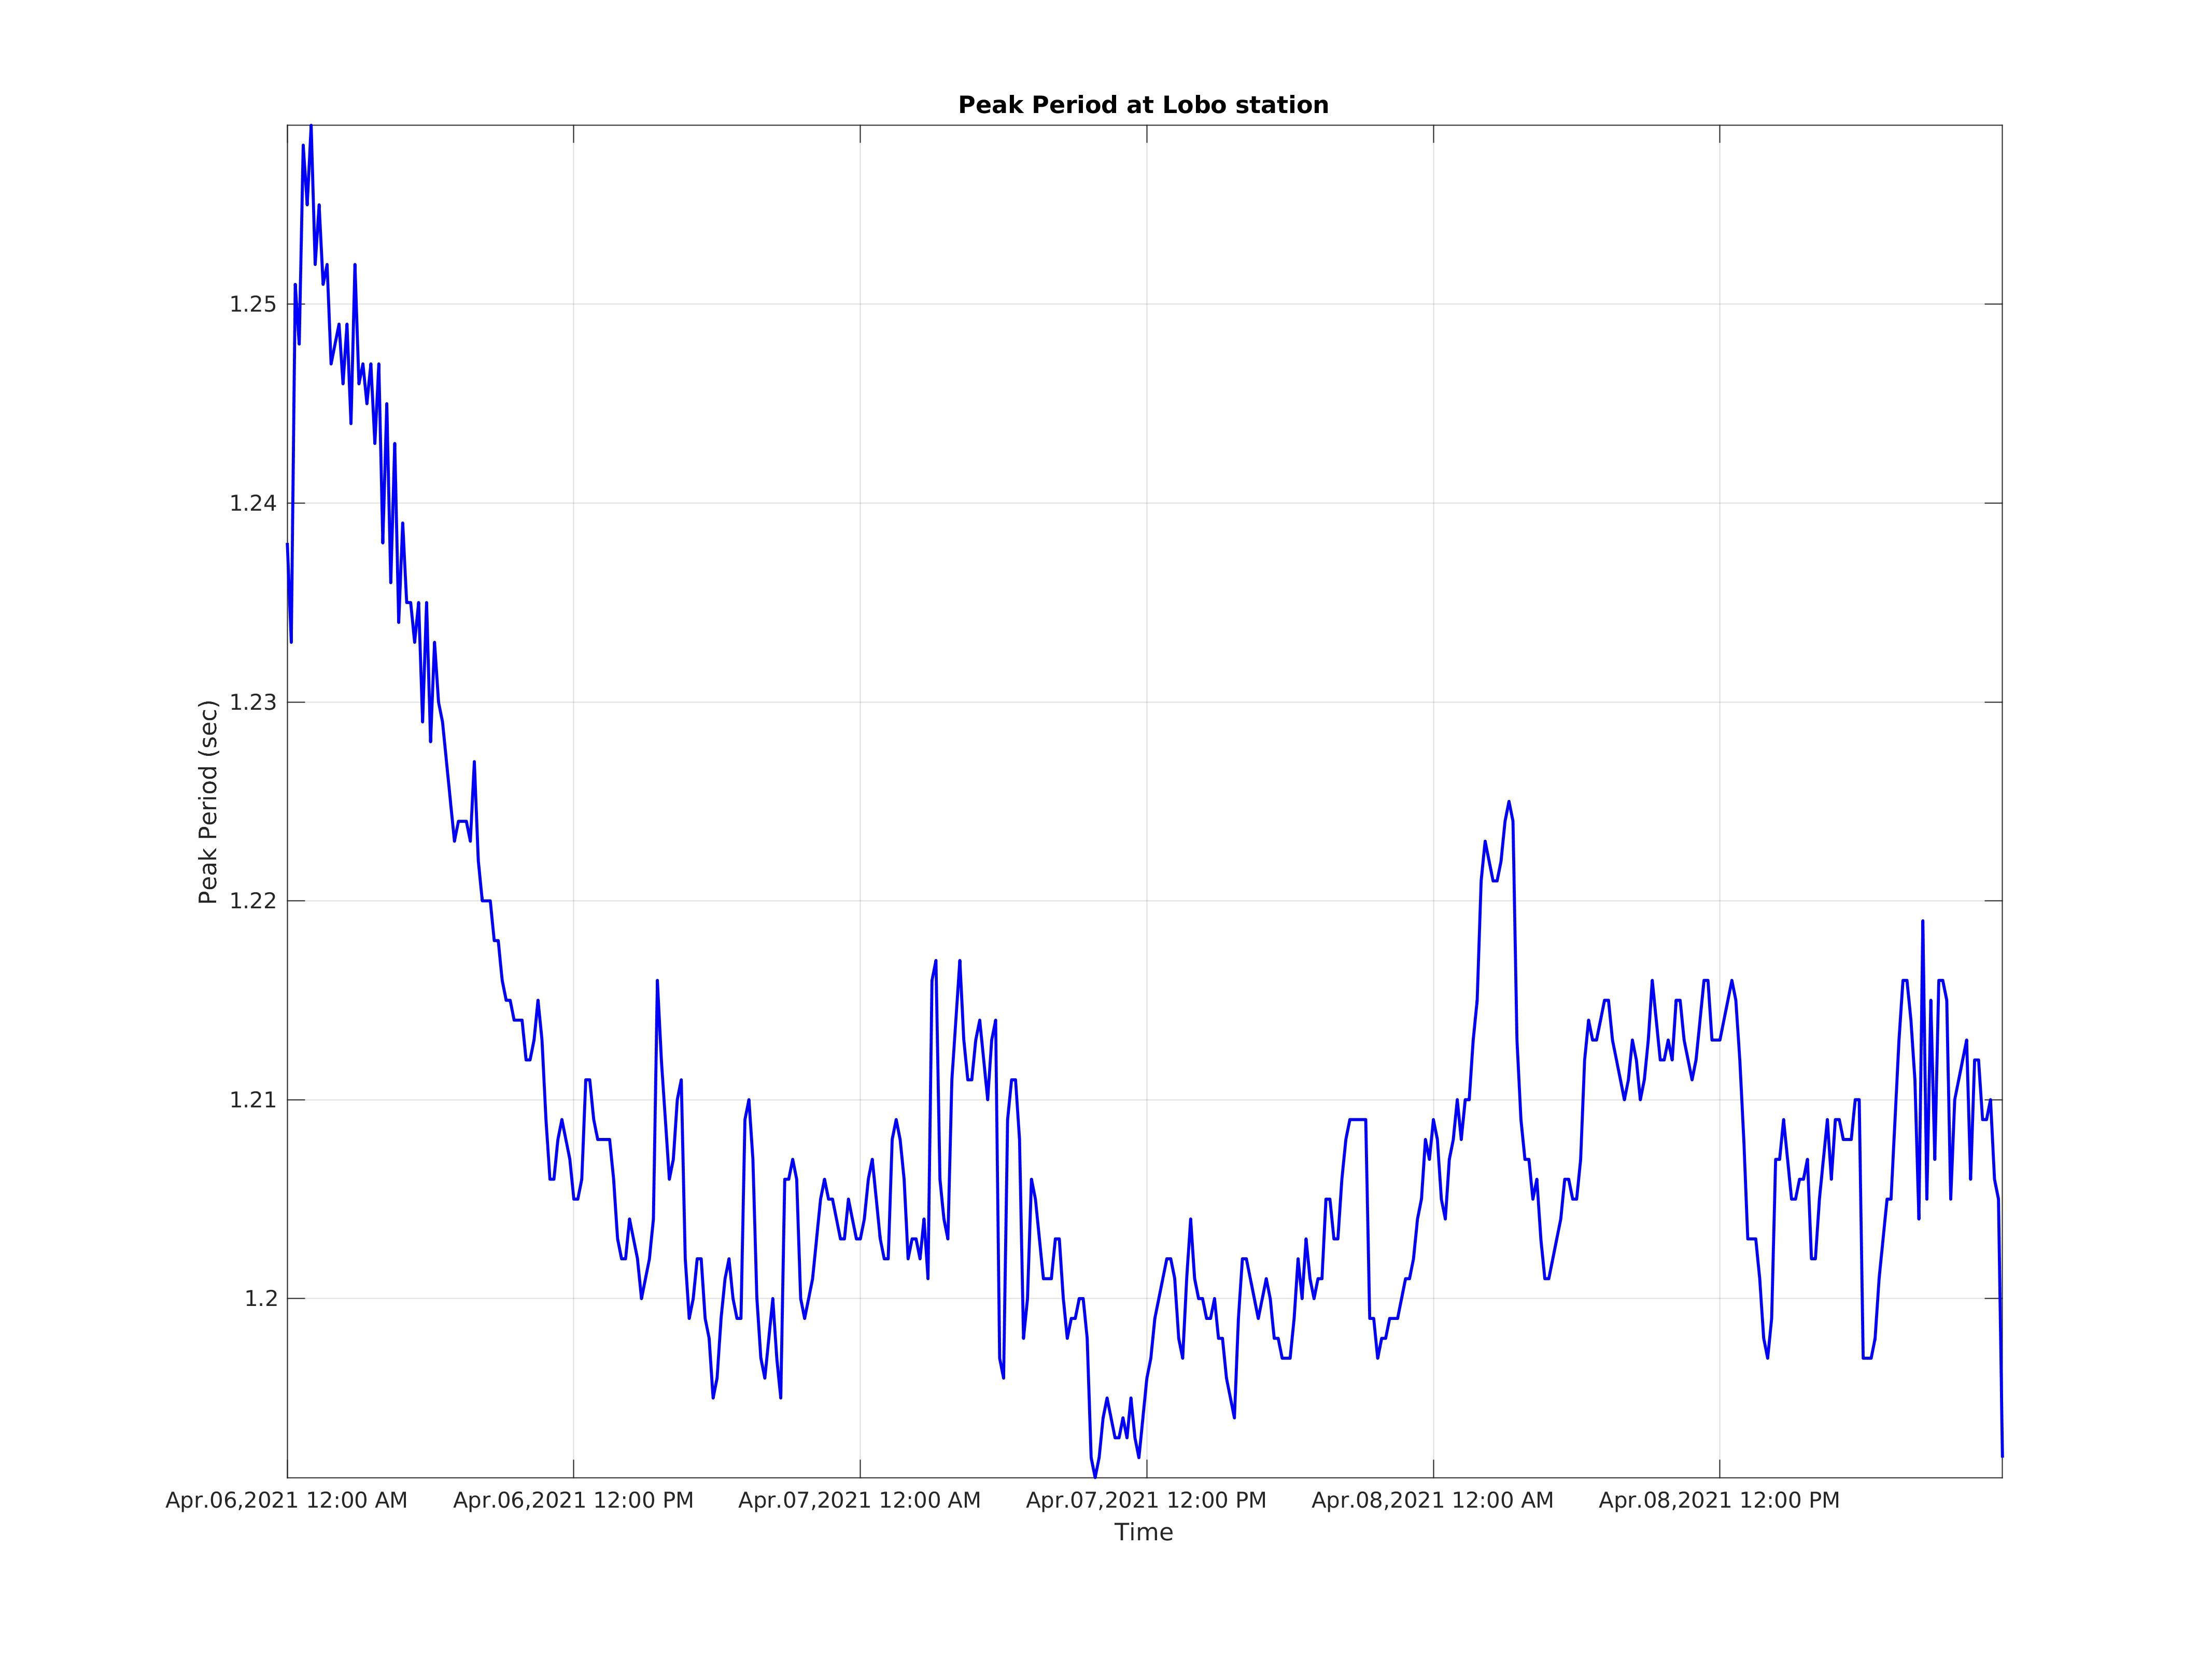 Peak Period at Lobo station
1.25
1.24
1.23
1.22
1.21
1.2
Peak Period (sec)
Apr.06,2021 12:00 AM Apr.06,2021 12:00 PM Apr.07,2021 12:00 AM Apr.07,2021 12:00 PM Apr.08,2021 12:00 AM Apr.08,2021 12:00 PM
Time